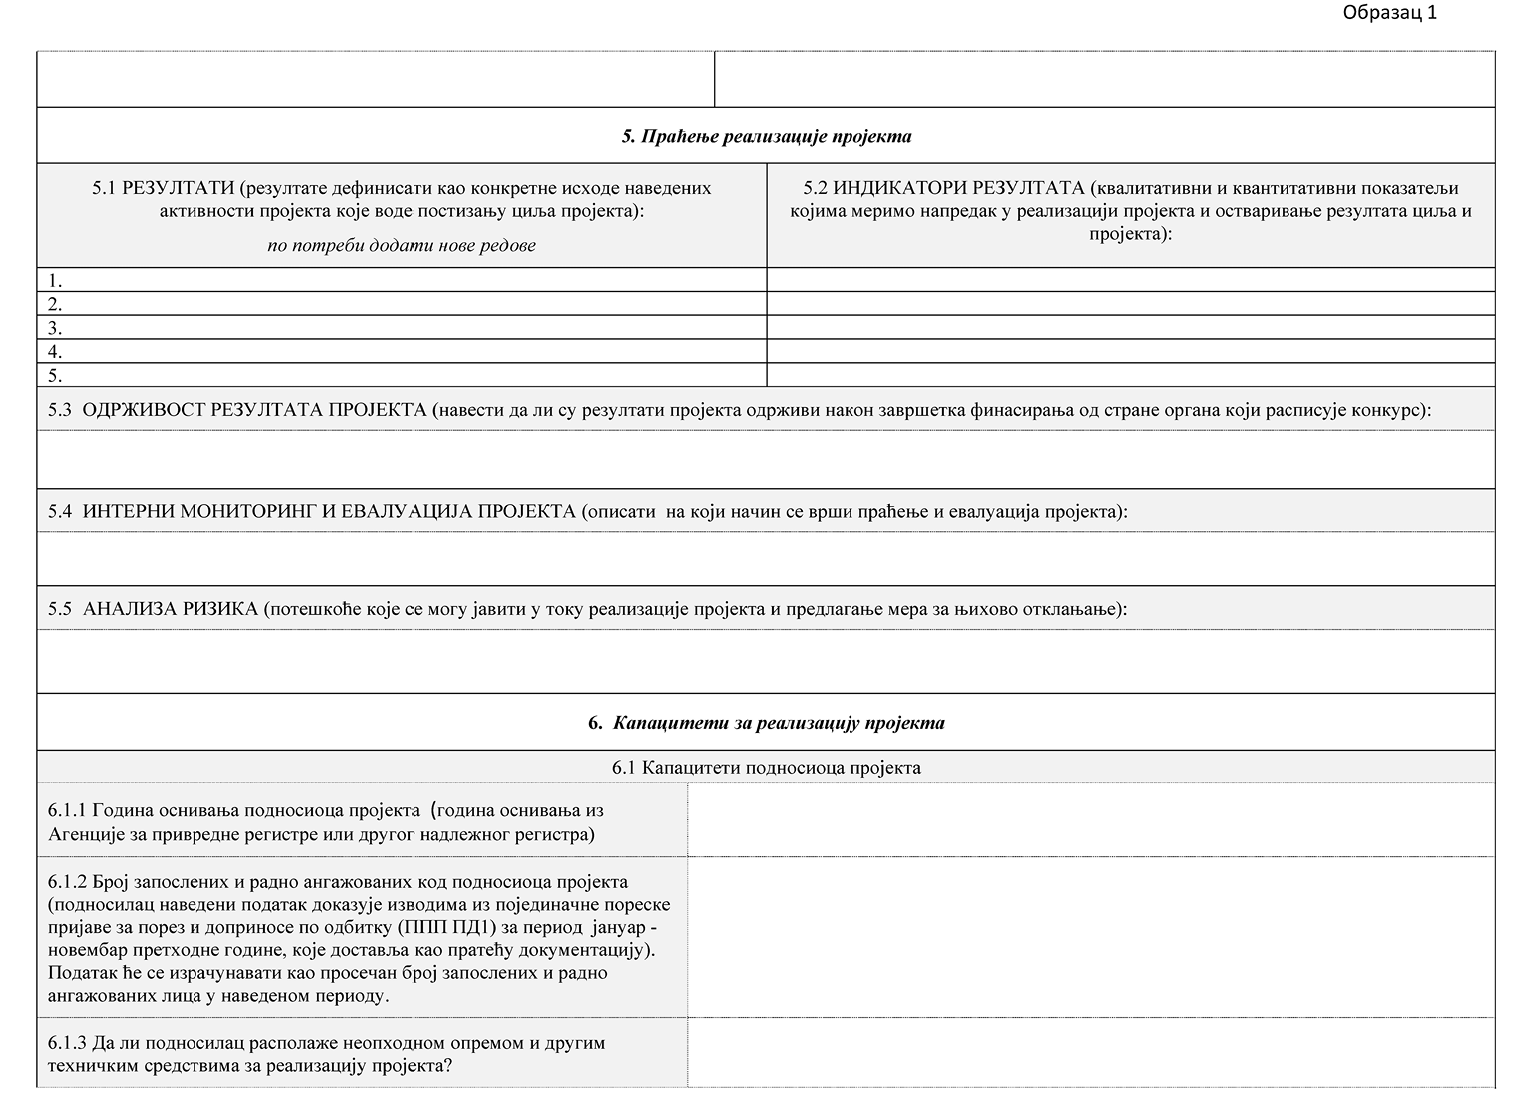 Образац 1
5. Праћење реализације пројекта
5.1 РЕЗУЛТАТИ (резултате дефинисати као конкретне исходе наведених
активности пројекта које воде постизању циља пројекта):
по потреби додати нове редове
5.2 ИНДИКАТОРИ РЕЗУЛТАТА (квалитативни и квантитативни показатељи
којима меримо напредак у реализацији пројекта и остваривање резултата циља и
пројекта):
1.
2.
3.
4.
5.
5.3 ОДРЖИВОСТ РЕЗУЛТАТА ПРОЈЕКТА (навести да ли су резултати пројекта одрживи након завршетка финасирања од стране органа који расписује конкурс):
5.4 ИНТЕРНИ МОНИТОРИНГ И ЕВАЛУАЦИЈА ПРОЈЕКТА (описати на који начин се врши праћење и евалуација пројекта):
5.5 АНАЛИЗА РИЗИКА (потешкоће које се могу јавити у току реализације пројекта и предлагање мера за њихово отклањање):
6. Капацитети за реализацију пројекта
6.1 Капацитети подносиоца пројекта
6.1.1 Година оснивања подносиоца пројекта (година оснивања из
Агенције за привредне регистре или другог надлежног регистра)
6.1.2 Број запослених и радно ангажованих код подносиоца пројекта
(подносилац наведени податак доказује изводима из појединачне пореске
пријаве за порез и доприносе по одбитку (ППП ПД1) за период јануар -
новембар претходне године, које доставља као пратећу документацију).
Податак ће се израчунавати као просечан број запослених и радно
ангажованих лица у наведеном периоду.
6.1.3 Да ли подносилац располаже неопходном опремом и другим
техничким средствима за реализацију пројекта?